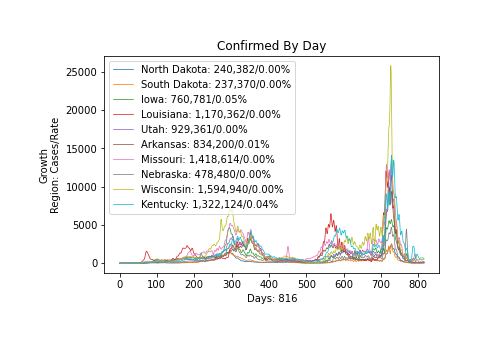 Confirmed By Day
North Dakota: 240,382/0.00%
South Dakota: 237,370/0.00%
Iowa: 760,781/0.05%
Louisiana: 1,170,362/0.00%
Utah: 929,361/0.00%
Arkansas: 834,200/0.01%
Missouri: 1,418,614/0.00%
Nebraska: 478,480/0.00%
Wisconsin: 1,594,940/0.00%
Kentucky: 1,322,124/0.04%
Growth
Region: Cases/Rate
25000
20000
15000
10000
5000
0
0 100 200 300 400 500 600 700 800
Days: 816